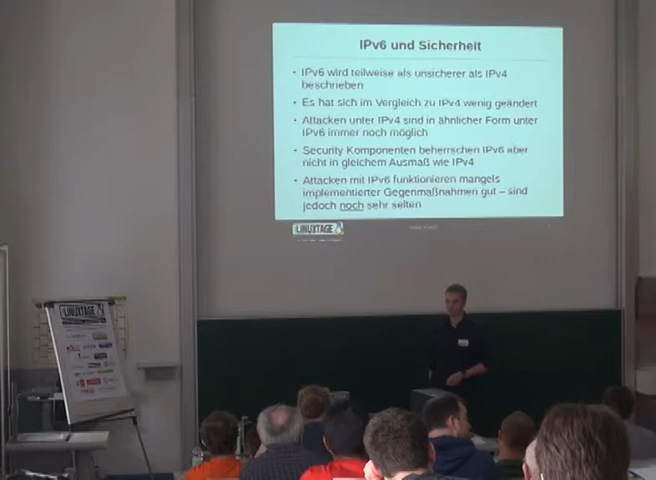 IPv6 und Sicherheit
• IPv6 wird teilweise als unsicherer als IPv4
beschrieben
• Es hat sich im Vergleich zu IPv4 wenig geändert
• Attacken unter IPv4 sind in ähnlicher Form unter
IPv6 immer noch möglich
• Security Komponenten beherrschen IPv6 aber
nicht in gleichem Ausmaß wie IPv4
• Attacken mit IPv6 funktionieren mangels
implementierter Gegenmaßnahmen gut – sind
jedoch noch sehr selten
LINUXTAGE
LINUXTAGE